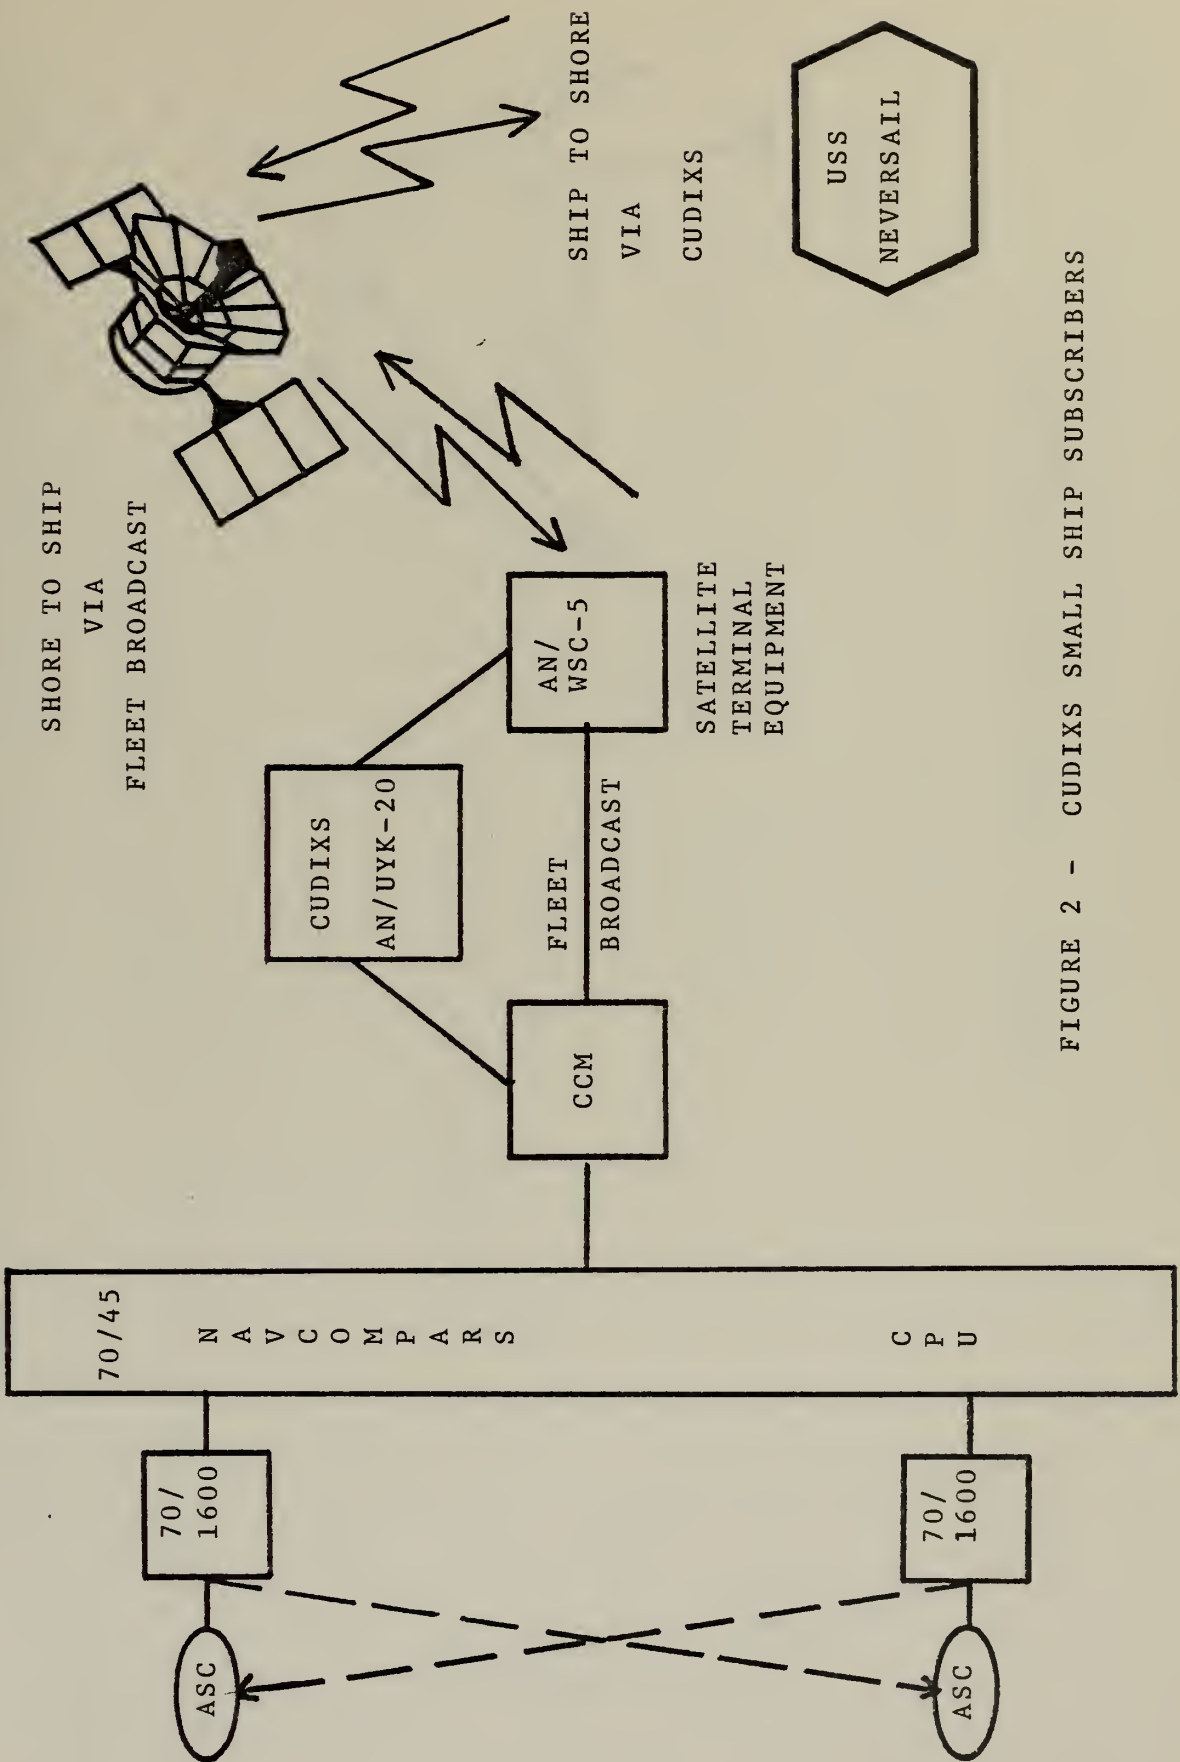 SHORE TO SHIP
VIA
FLEET BROADCAST
ASC
70/
1600
70/45
NAVCOMPARS
CPU
ASC
70/
1600
CCM
CUDIXS
AN/UYK-20
FLEET
BROADCAST
AN/
WSC-5
SATELLITE
TERMINAL
EQUIPMENT
SHIP TO SHORE
VIA
CUDIXS
USS
NEVERSAIL
FIGURE 2 - CUDIXS SMALL SHIP SUBSCRIBERS